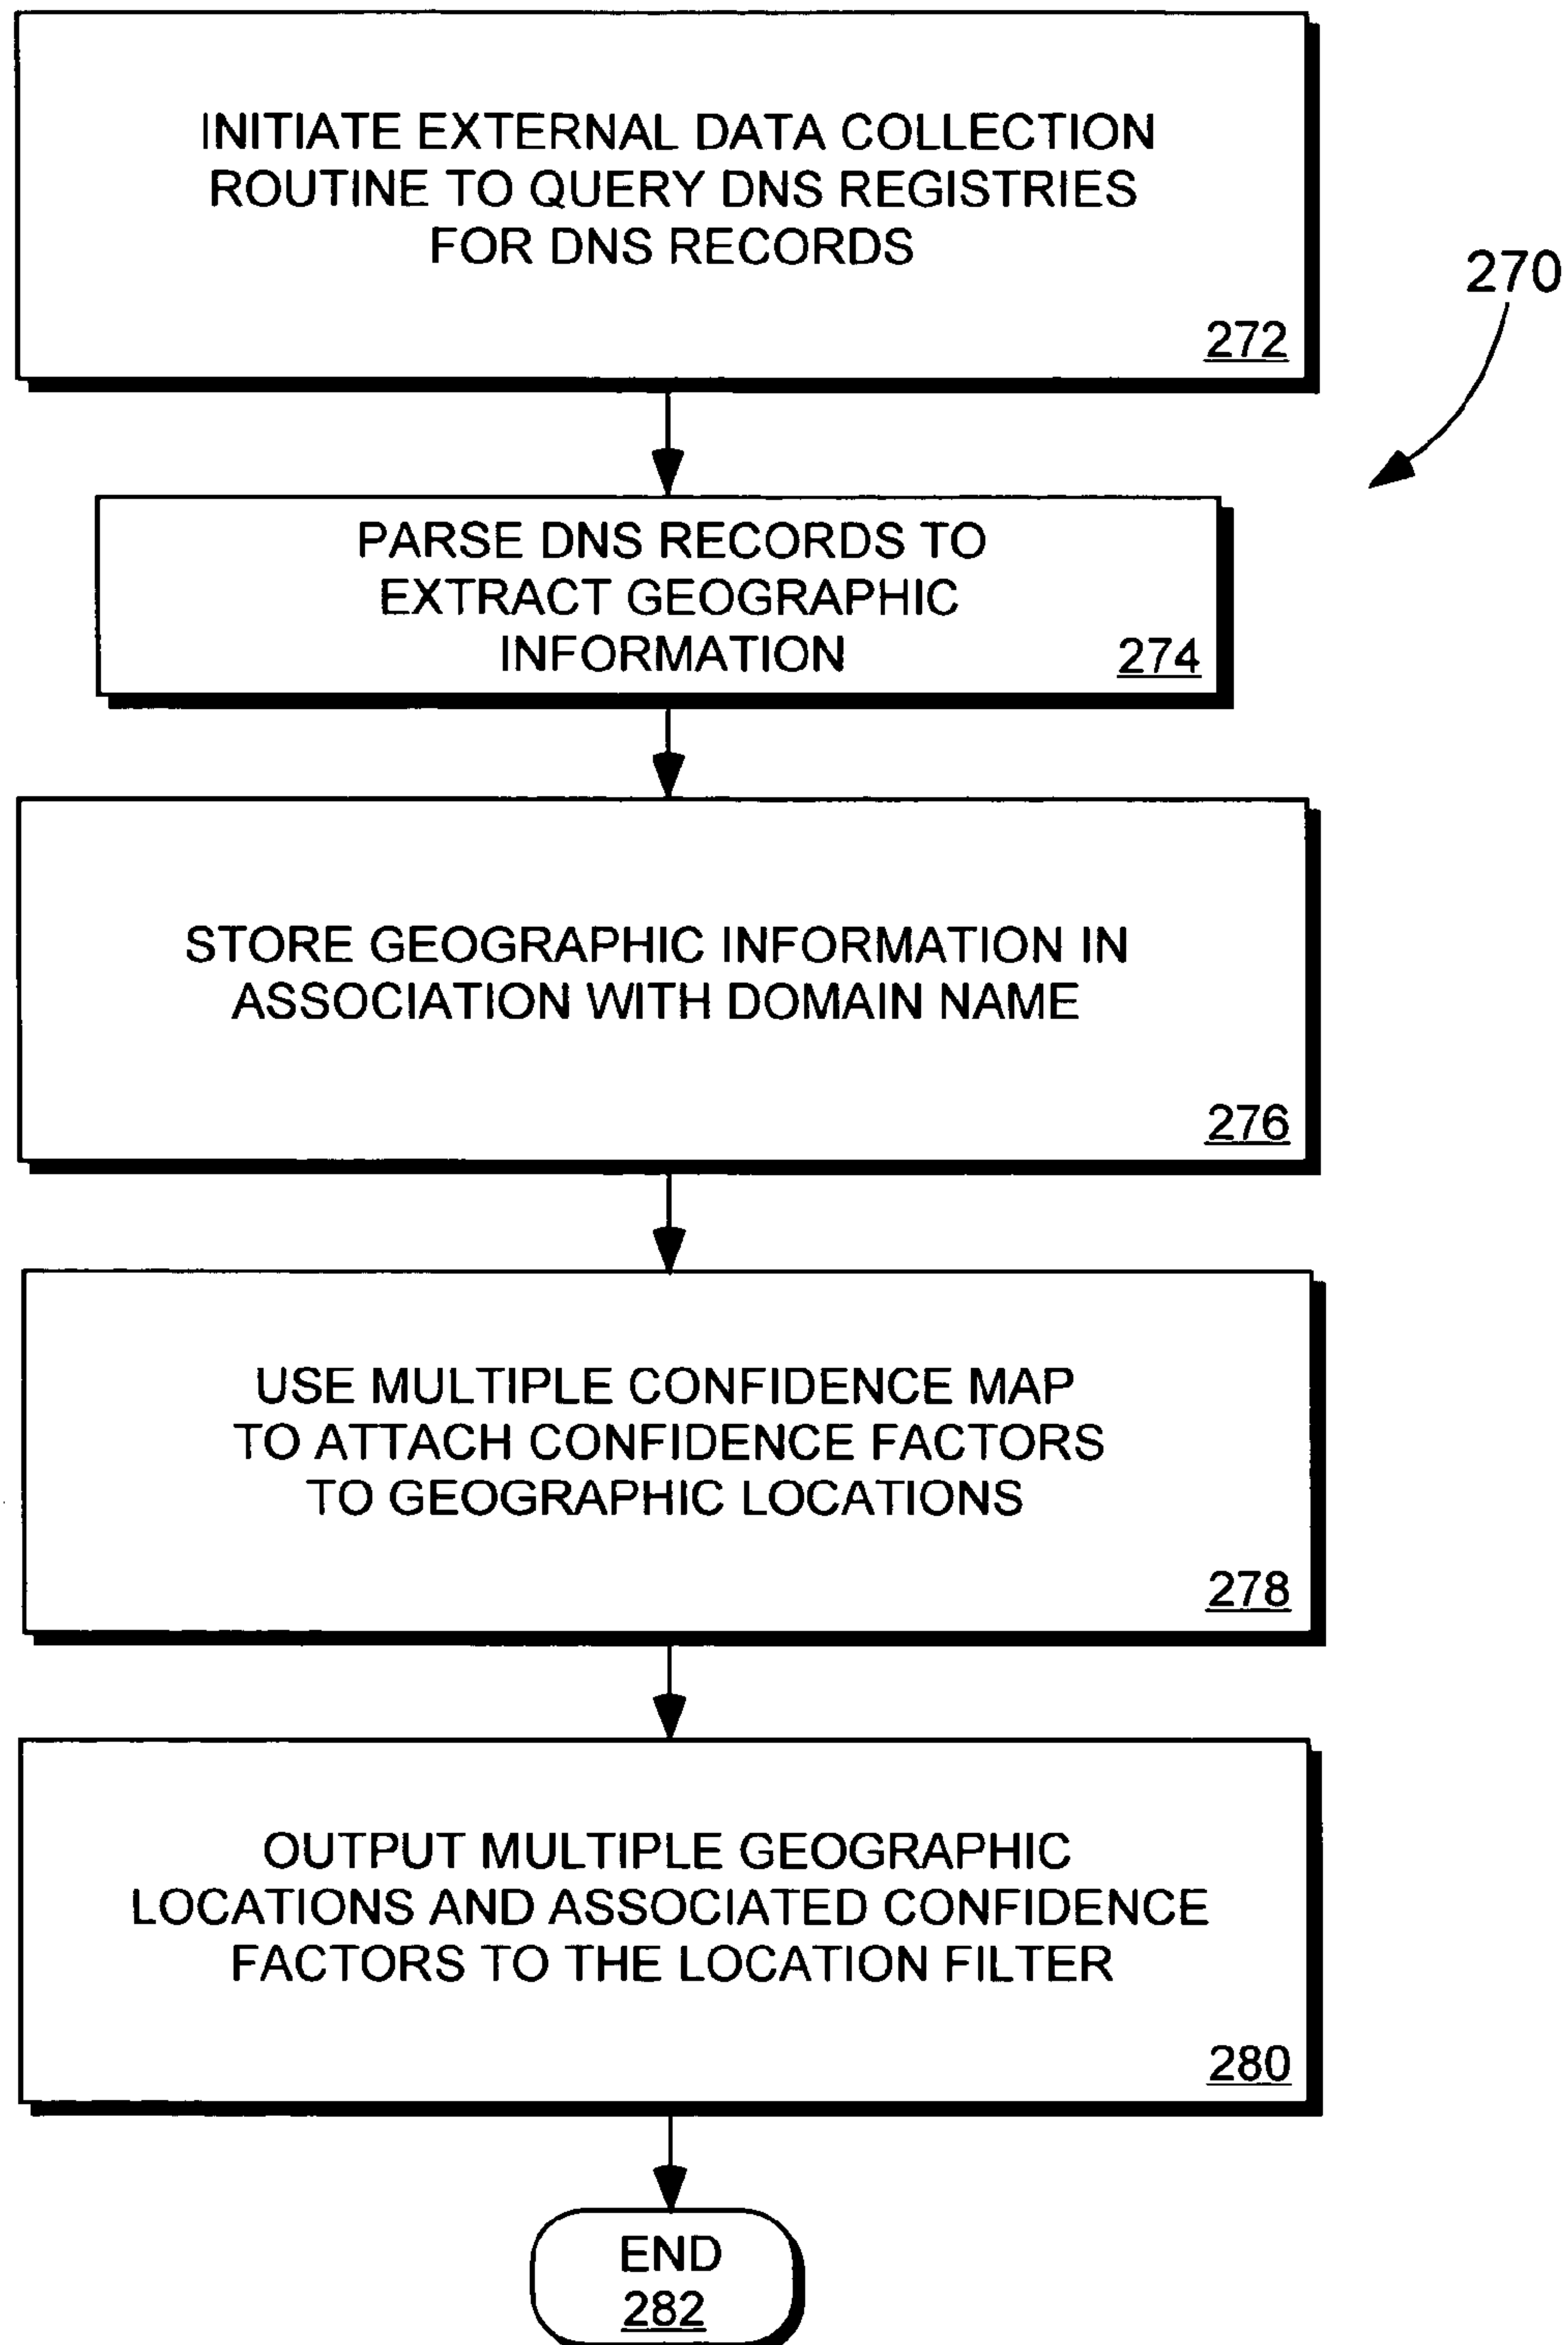 INITIATE EXTERNAL DATA COLLECTION
ROUTINE TO QUERY DNS REGISTRIES
FOR DNS RECORDS
272
270
PARSE DNS RECORDS TO
EXTRACT GEOGRAPHIC
INFORMATION
274
STORE GEOGRAPHIC INFORMATION IN
ASSOCIATION WITH DOMAIN NAME
276
USE MULTIPLE CONFIDENCE MAP
TO ATTACH CONFIDENCE FACTORS
TO GEOGRAPHIC LOCATIONS
278
OUTPUT MULTIPLE GEOGRAPHIC
LOCATIONS AND ASSOCIATED CONFIDENCE
FACTORS TO THE LOCATION FILTER
280
END
282